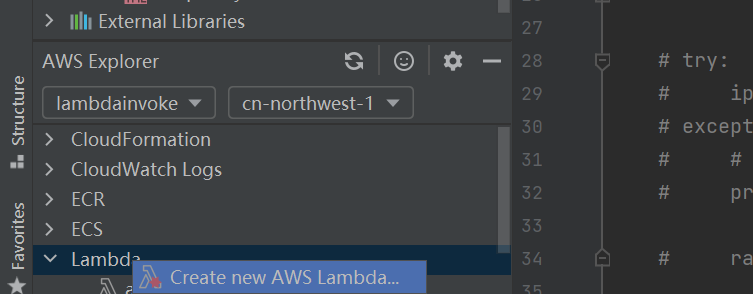 External Libraries
AWS Explorer
lambdainvoke
cn-northwest-1
CloudFormation
CloudWatch Logs
ECR
ECS
Lambda
Create new AWS Lambda...
Structure
Favorites
27
28 # try:
29 # ip
30 # except
31 # #
32 # pr
33
34 # ra